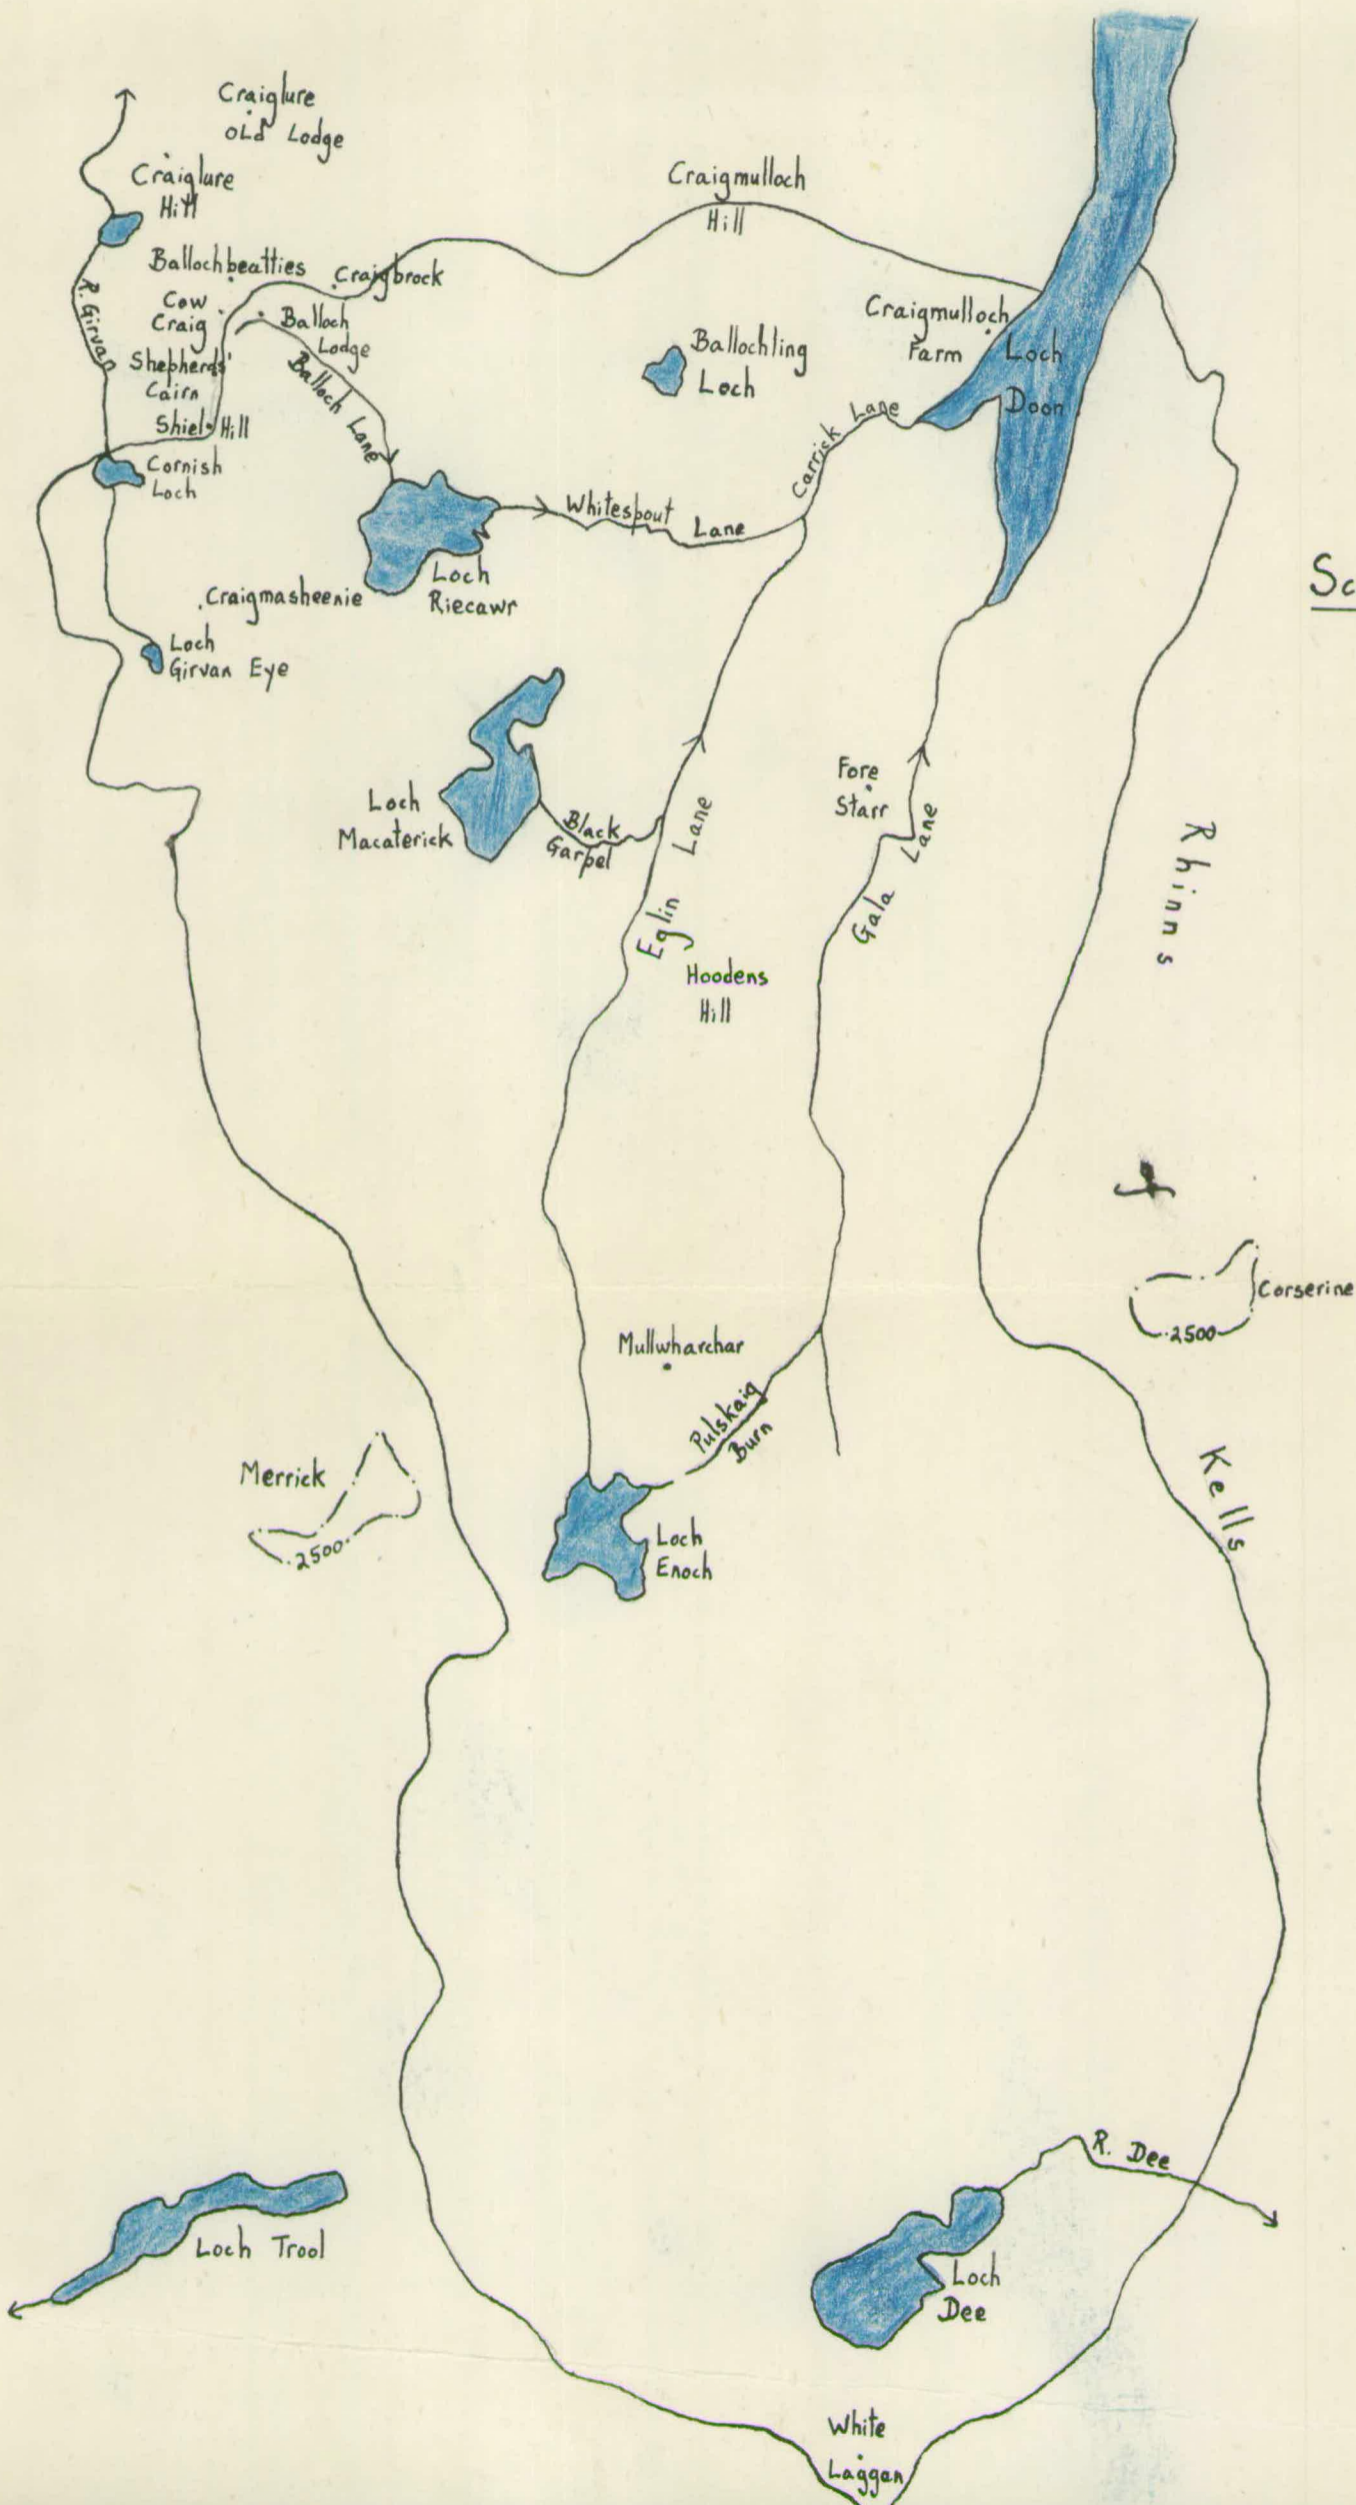 Craiglure
OLd Lodge
Craiglure
Hill
Craigmulloch
Hill
Ballochbeatties
Craigbrock
R. Girvan
Cow
Craig
Balloch
Lodge
Shepherds'
Cairn
Balloch Lane
Shiel Hill
Craigmulloch
Farm
Loch
Doon
Ballochling
Loch
Carrick Lane
Cornish
Loch
Whitespout Lane
Loch
Riecawr
Craigmasheenie
Sc
Loch
Girvan Eye
Loch
Macaterick
Black
Garpel
Eglin Lane
Fore
Starr
Gala Lane
Rhinns
Hoodens
Hill
Corserine
2500
Mullwharchar
Pulskaig
Burn
Merrick
2500
Kells
Loch
Enoch
R. Dee
Loch Trool
Loch
Dee
White
Laggan